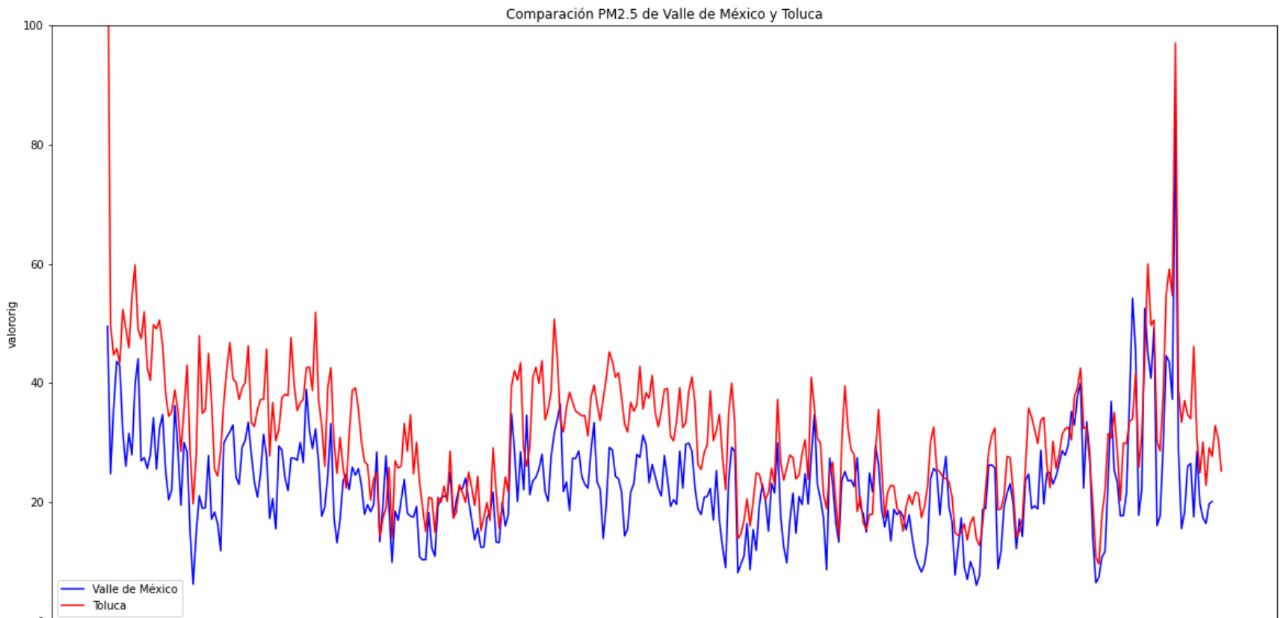 Comparación PM2.5 de Valle de México y Toluca
100
80
60
40
20
valororig
Valle de México
Toluca